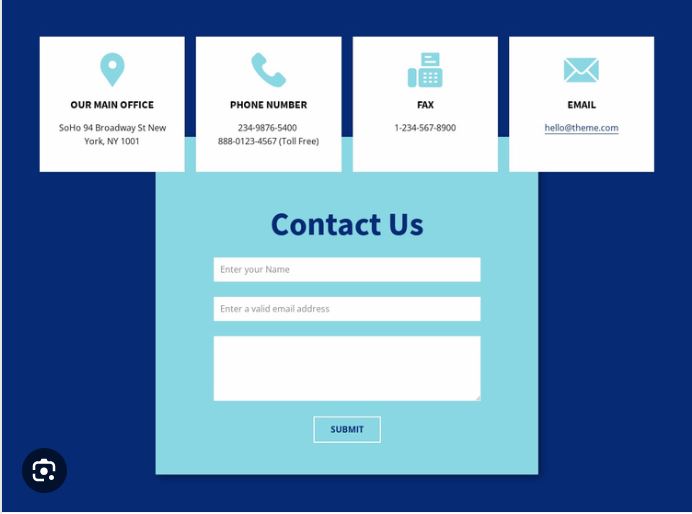 OUR MAIN OFFICE
SoHo 94 Broadway St New
York, NY 1001
PHONE NUMBER
234-9876-5400
888-0123-4567 (Toll Free)
FAX
1-234-567-8900
EMAIL
hello@theme.com
Contact Us
Enter your Name
Enter a valid email address
SUBMIT